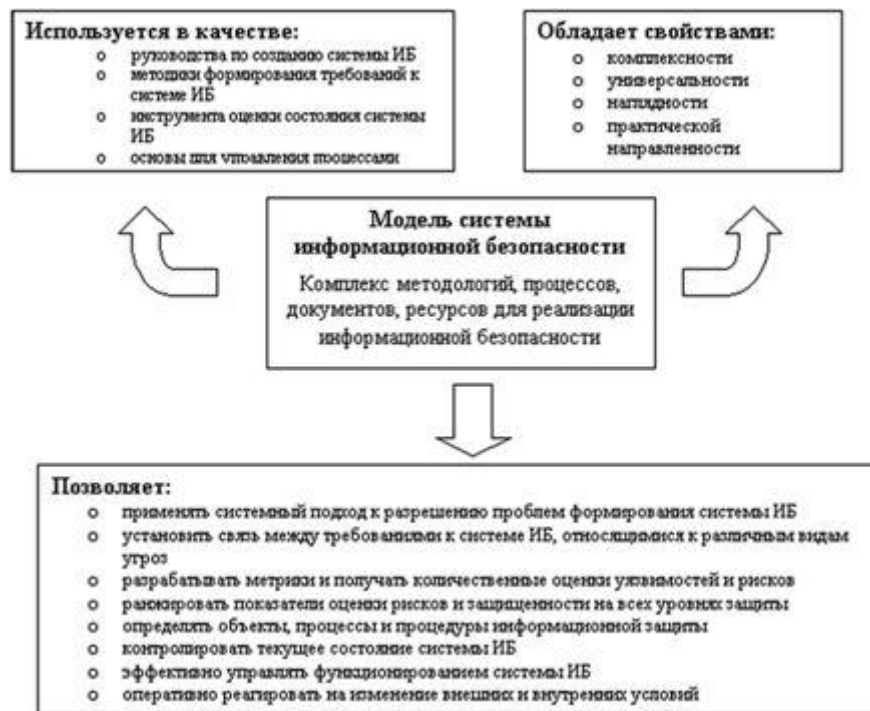 Используется в качестве:
o руководства по созданию системы ИБ
o методики формирования требований к
системе ИБ
o инструмента оценки состояния системы
ИБ
o основы для управления процессами
Обладает свойствами:
o комплексности
o универсальности
o наглядности
o практической
направленности
Модель системы
информационной безопасности
Комплекс методологий, процессов,
документов, ресурсов для реализации
информационной безопасности
Позволяет:
o применять системный подход к разрешению проблем формирования системы ИБ
o установить связь между требованиями к системе ИБ, относящимися к различным видам
угроз
o разрабатывать метрики и получать количественные оценки уязвимостей и рисков
o ранжировать показатели оценки рисков и защищенности на всех уровнях защиты
o определять объекты, процессы и процедуры информационной защиты
o контролировать текущее состояние системы ИБ
o эффективно управлять функционированием системы ИБ
o оперативно реагировать на изменение внешних и внутренних условий